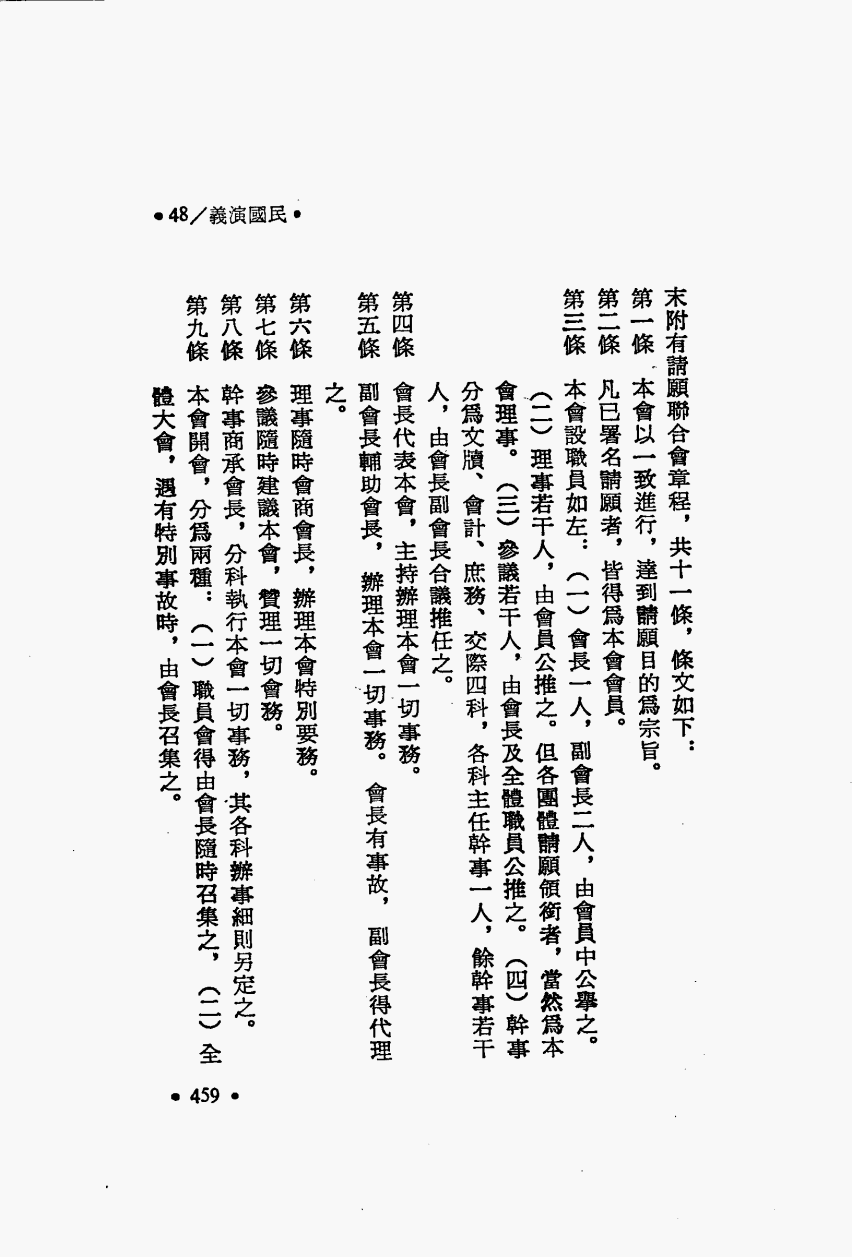 •48/義演國民•
末附有請願聯合會章程，共十一條，條文如下：
第一條　本會以一致進行，達到請願目的爲宗旨。
第二條　凡已署名請願者，皆得爲本會會員。
第三條　本會設職員如左：（一）會長一人，副會長二人，由會員中公舉之。
（二）理事若干人，由會員公推之。但各團體請願領銜者，當然爲本
會理事。（三）參議若干人，由會長及全體職員公推之。（四）幹事
分爲文牘、會計、庶務、交際四科，各科主任幹事一人，餘幹事若干
人，由會長副會長合議推任之。
第四條　會長代表本會，主持辦理本會一切事務。
第五條　副會長輔助會長，辦理本會一切事務。會長有事故，副會長得代理
之。
第六條　理事隨時會商會長，辦理本會特別要務。
第七條　參議隨時建議本會，贊理一切會務。
第八條　幹事商承會長，分科執行本會一切事務，其各科辦事細則另定之。
第九條　本會開會，分爲兩種：（一）職員會得由會長隨時召集之，（二）全
體大會，遇有特別事故時，由會長召集之。
•459•